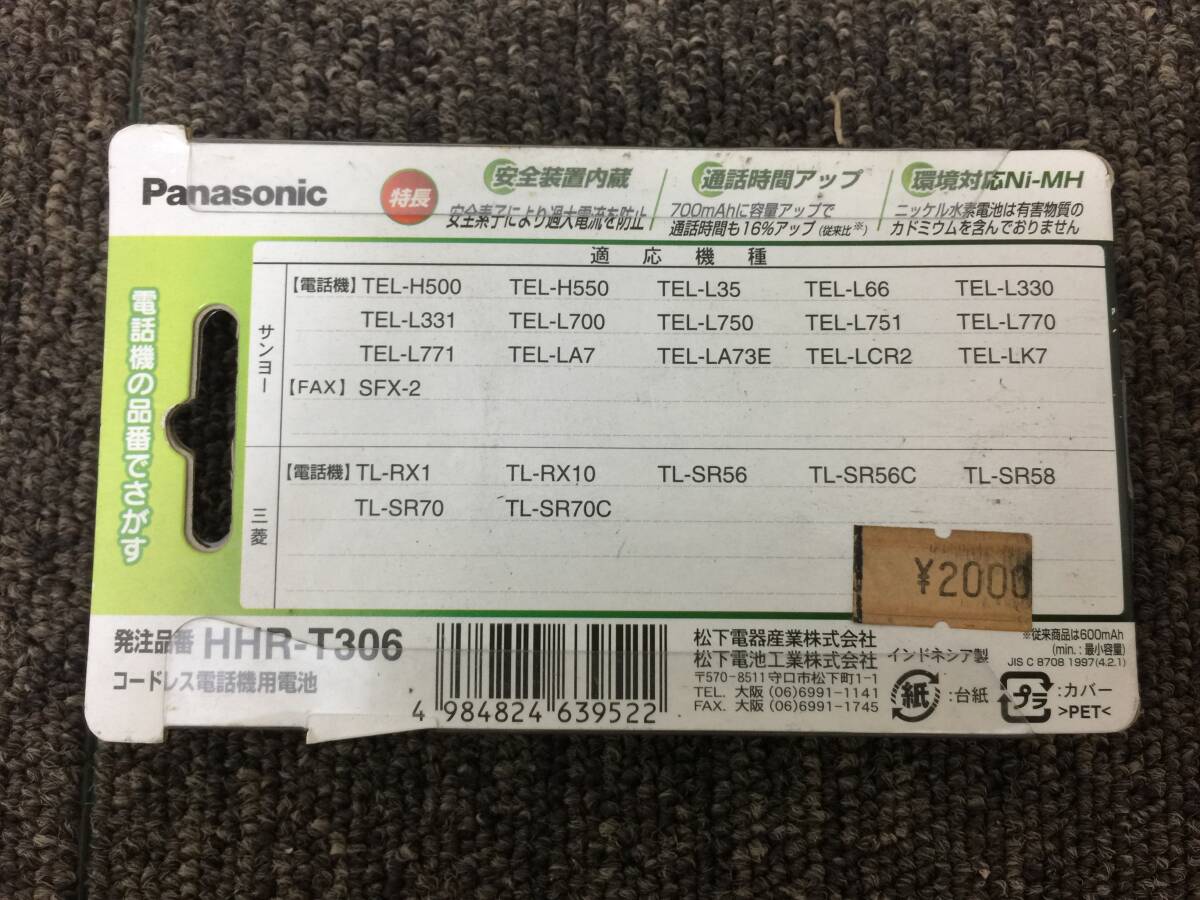 Panasonic
特長
安全装置内蔵
安全素子により過大電流を防止
通話時間アップ
700mAhに容量アップで
通話時間も16%アップ(従来比※)
環境対応Ni-MH
ニッケル水素電池は有害物質の
カドミウムを含んでおりません
電話機の品番でさがす
適応機種
サンヨー
【電話機】TEL-H500 TEL-H550 TEL-L35 TEL-L66 TEL-L330
TEL-L331 TEL-L700 TEL-L750 TEL-L751 TEL-L770
TEL-L771 TEL-LA7 TEL-LA73E TEL-LCR2 TEL-LK7
【FAX】SFX-2
三菱
【電話機】TL-RX1 TL-RX10 TL-SR56 TL-SR56C TL-SR58
TL-SR70 TL-SR70C
¥2000
発注品番 HHR-T306
コードレス電話機用電池
4 984824 639522
松下電器産業株式会社
松下電池工業株式会社
〒570-8511 守口市松下町1-1
TEL. 大阪(06)6991-1141
FAX. 大阪(06)6991-1745
インドネシア製
紙:台紙
※従来商品は600mAh
(min.:最小容量)
JIS C 8708 1997(4.2.1)
プラ:カバー
>PET<